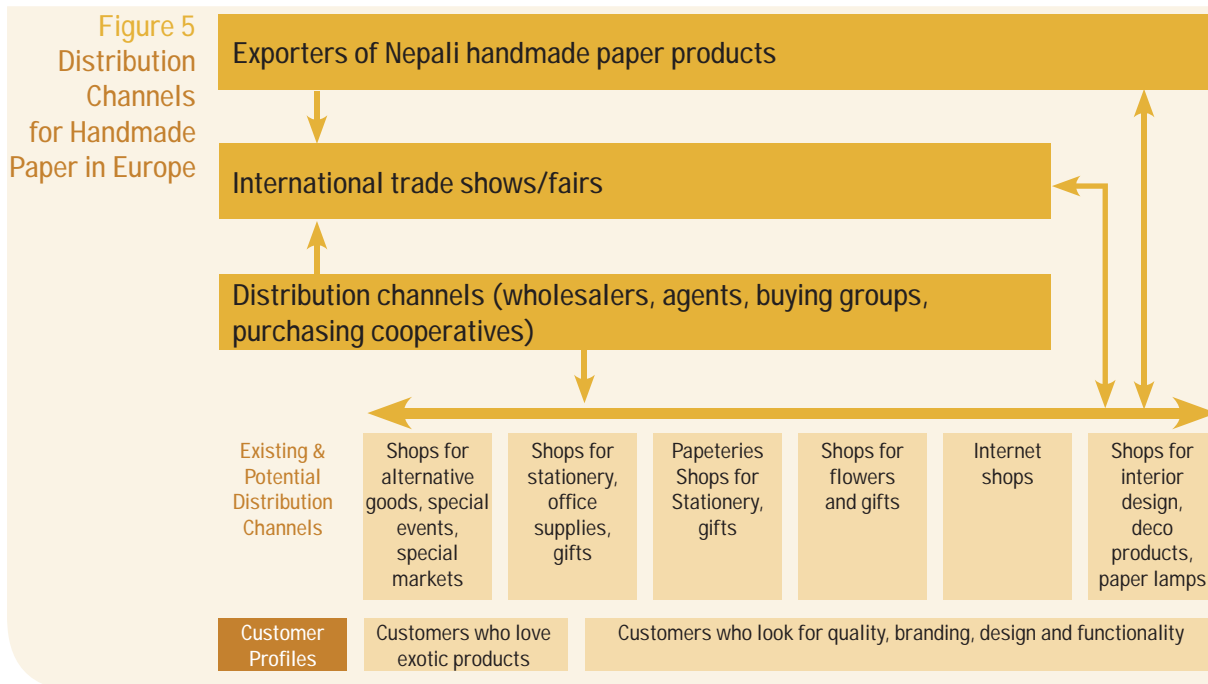 Figure 5
Distribution
Channels
for Handmade
Paper in Europe
Exporters of Nepali handmade paper products
International trade shows/fairs
Distribution channels (wholesalers, agents, buying groups,
purchasing cooperatives)
Existing &
Potential
Distribution
Channels
Shops for
alternative
goods, special
events,
special
markets
Shops for
stationery,
office
supplies,
gifts
Papeteries
Shops for
Stationery,
gifts
Shops for
flowers
and gifts
Internet
shops
Shops for
interior
design,
deco
products,
paper lamps
Customer
Profiles
Customers who love
exotic products
Customers who look for quality, branding, design and functionality